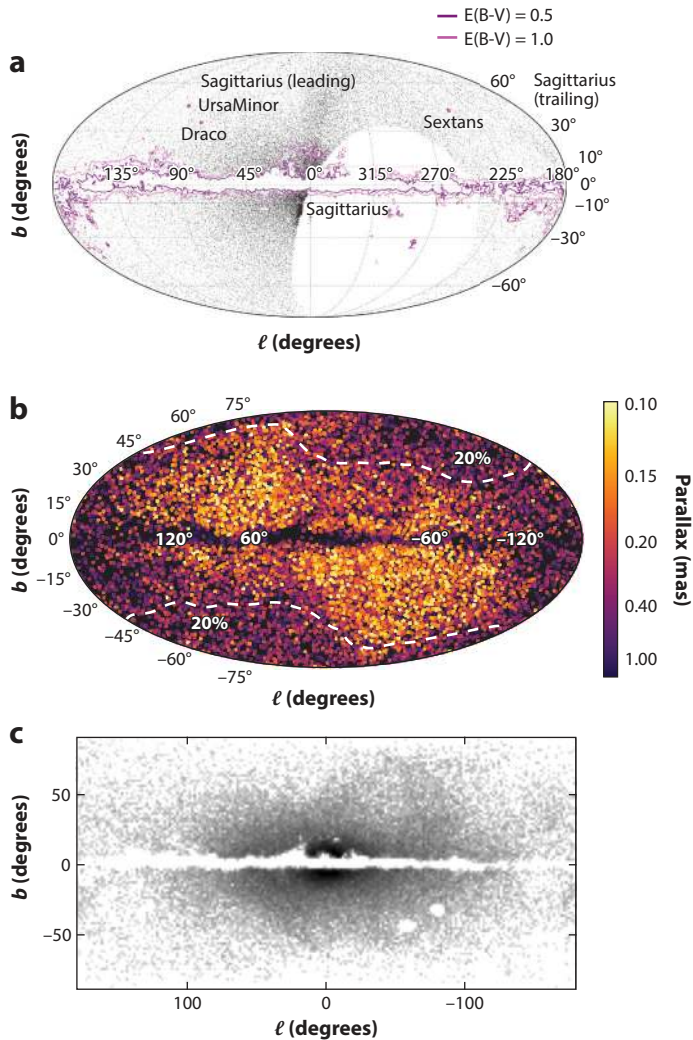 E(B-V) = 0.5
E(B-V) = 1.0
a
Sagittarius (leading)
UrsaMinor
Draco
Sextans
Sagittarius
(trailing)
60°
30°
10°
0°
−10°
−30°
−60°
135° 90° 45° 0° 315° 270° 225° 180°
Sagittarius
b (degrees)
ℓ (degrees)
b
75°
60°
45°
30°
15°
0°
−15°
−30°
−45°
−60°
−75°
20%
120° 60° −60° −120°
20%
b (degrees)
ℓ (degrees)
0.10
0.15
0.20
0.40
1.00
Parallax (mas)
c
50
0
−50
b (degrees)
100 0 −100
ℓ (degrees)